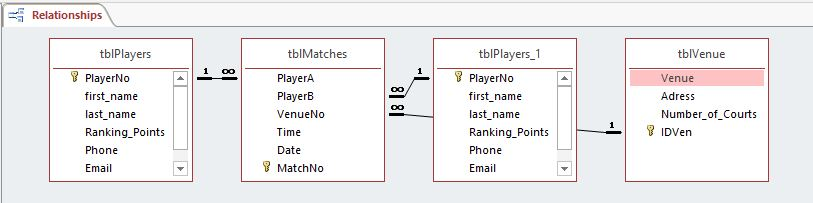 Relationships
tblPlayers
PlayerNo
first_name
last_name
Ranking_Points
Phone
Email
1 ∞
tblMatches
PlayerA
PlayerB
VenueNo
Time
Date
MatchNo
∞ 1
∞ 1
tblPlayers_1
PlayerNo
first_name
last_name
Ranking_Points
Phone
Email
tblVenue
Venue
Adress
Number_of_Courts
IDVen